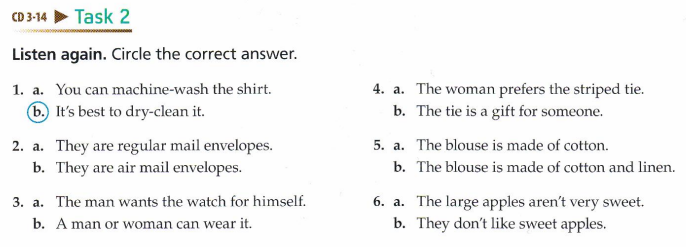 CD 3-14 ▶ Task 2
Listen again. Circle the correct answer.
1. a. You can machine-wash the shirt.
b. It's best to dry-clean it.
2. a. They are regular mail envelopes.
b. They are air mail envelopes.
3. a. The man wants the watch for himself.
b. A man or woman can wear it.
4. a. The woman prefers the striped tie.
b. The tie is a gift for someone.
5. a. The blouse is made of cotton.
b. The blouse is made of cotton and linen.
6. a. The large apples aren't very sweet.
b. They don't like sweet apples.